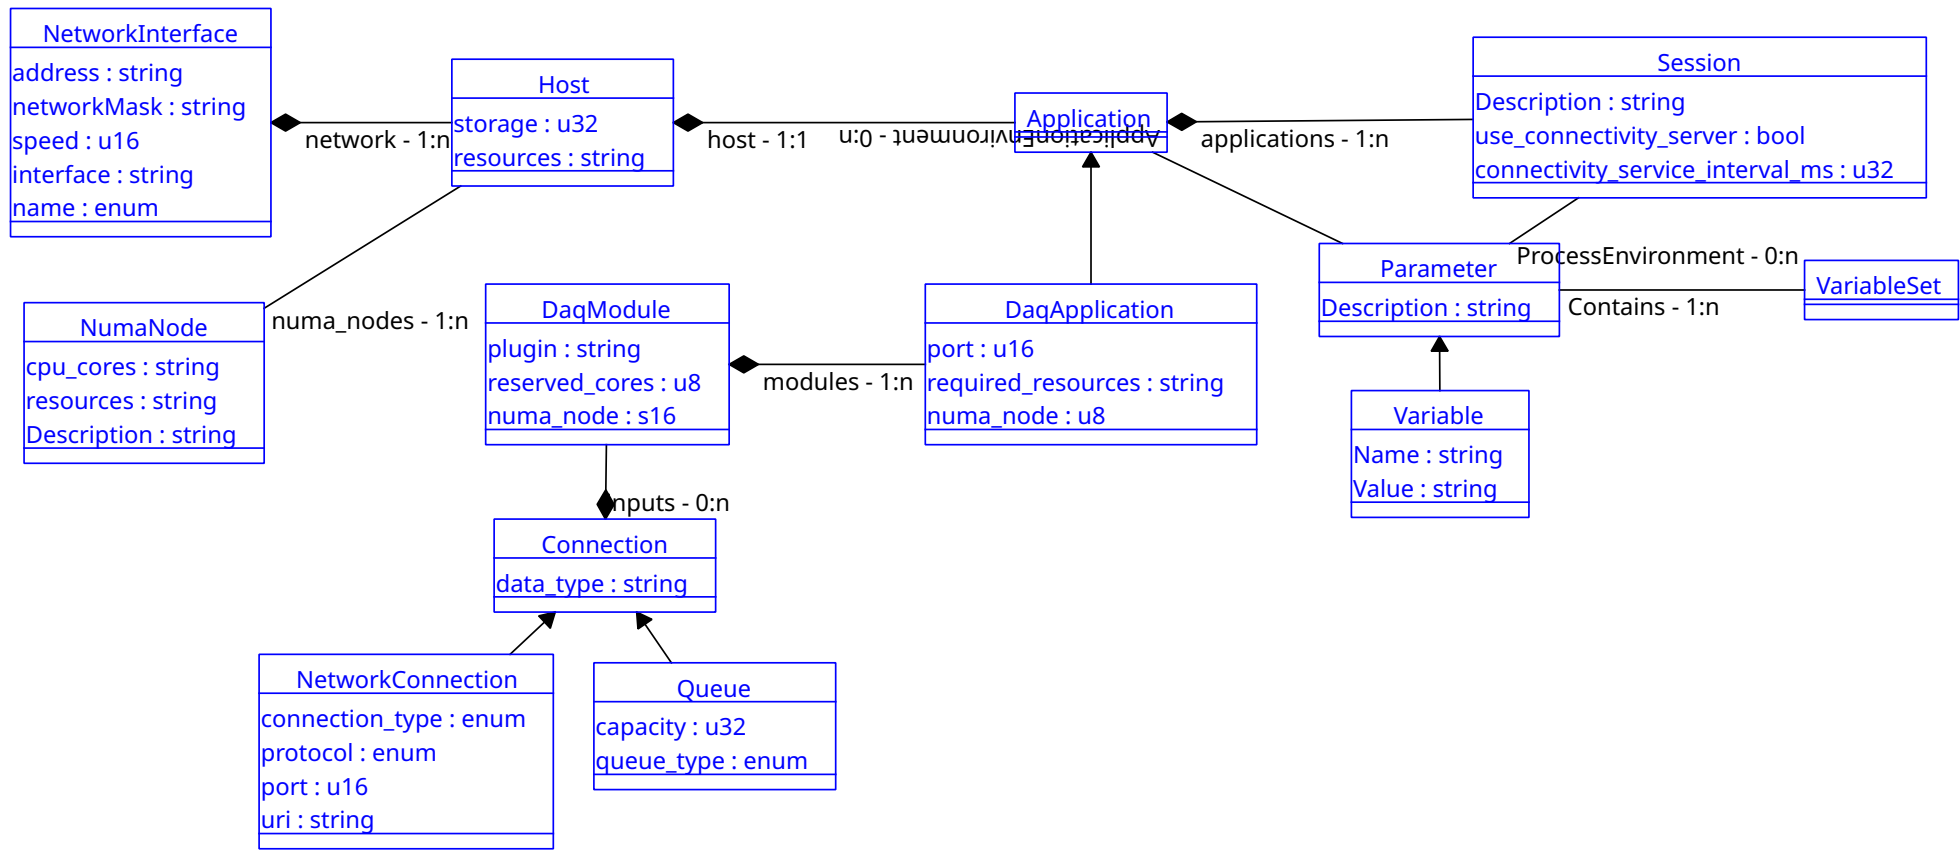 NetworkInterface
address : string
networkMask : string
speed : u16
interface : string
name : enum
network - 1:n
Host
storage : u32
resources : string
host - 1:1
ApplicationEnvironment - 0:n
Application
applications - 1:n
Session
Description : string
use_connectivity_server : bool
connectivity_service_interval_ms : u32
NumaNode
cpu_cores : string
resources : string
Description : string
numa_nodes - 1:n
DaqModule
plugin : string
reserved_cores : u8
numa_node : s16
modules - 1:n
DaqApplication
port : u16
required_resources : string
numa_node : u8
Parameter
Description : string
ProcessEnvironment - 0:n
Contains - 1:n
VariableSet
Variable
Name : string
Value : string
nputs - 0:n
Connection
data_type : string
NetworkConnection
connection_type : enum
protocol : enum
port : u16
uri : string
Queue
capacity : u32
queue_type : enum